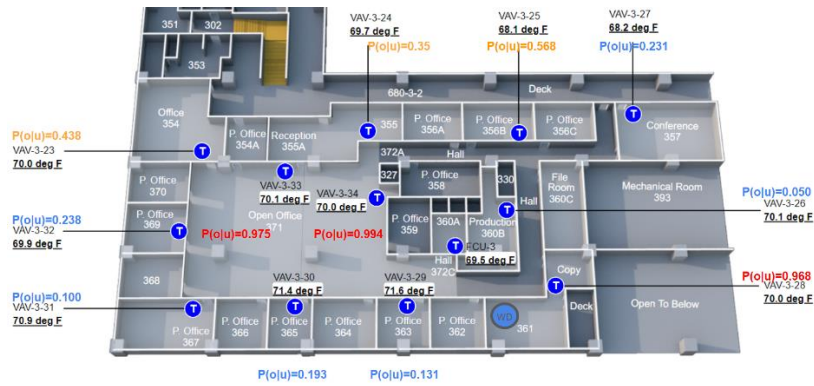 VAV-3-24
69.7 deg F
P(o|u)=0.35
VAV-3-25
68.1 deg F
P(o|u)=0.568
VAV-3-27
68.2 deg F
P(o|u)=0.231
351
302
353
680-3-2
Deck
Office
354
P. Office
354A
Reception
355A
355
P. Office
356A
P. Office
356B
P. Office
356C
Conference
357
T
T
T
T
P(o|u)=0.438
VAV-3-23
70.0 deg F
372A
Hall
327
P. Office
358
330
File
Room
360C
Mechanical Room
393
P. Office
370
T
VAV-3-33
70.1 deg F
VAV-3-34
70.0 deg F
T
P(o|u)=0.050
VAV-3-26
70.1 deg F
P(o|u)=0.238
VAV-3-32
69.9 deg F
P. Office
369
T
Open Office
371
P(o|u)=0.975
P(o|u)=0.994
P. Office
359
360A
Production
360B
T
Hall
T
FCU-3
69.5 deg F
Hall
372C
368
VAV-3-30
71.4 deg F
VAV-3-29
71.6 deg F
Copy
T
P(o|u)=0.968
VAV-3-28
70.0 deg F
P(o|u)=0.100
VAV-3-31
70.9 deg F
T
P. Office
367
P. Office
366
T
P. Office
365
P. Office
364
T
P. Office
363
P. Office
362
WD
361
Deck
Open To Below
P(o|u)=0.193
P(o|u)=0.131